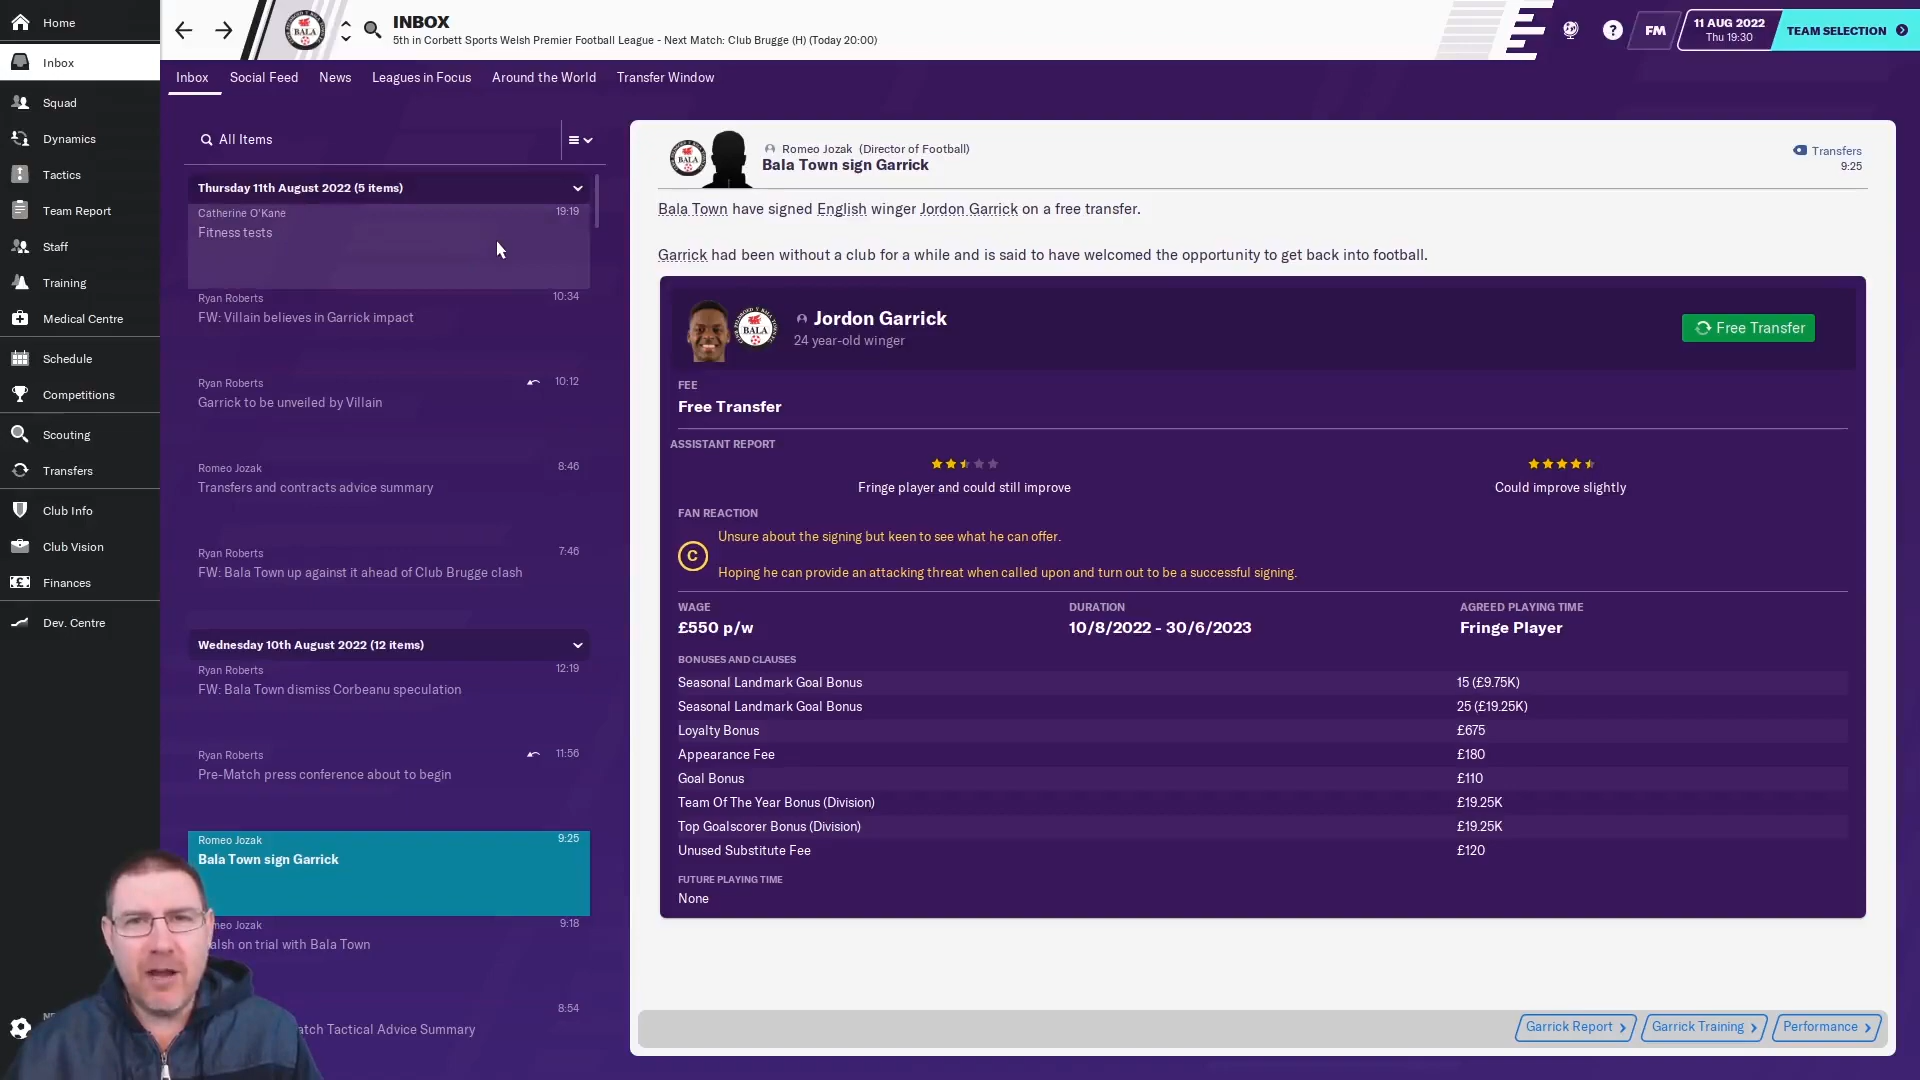 Home
Inbox
Squad
Dynamics
Tactics
Team Report
Staff
Training
Medical Centre
Schedule
Competitions
Scouting
Transfers
Club Info
Club Vision
Finances
Dev. Centre
BALA
INBOX
5th in Corbett Sports Welsh Premier Football League - Next Match: Club Brugge (H) (Today 20:00)
?
FM
11 AUG 2022
Thu 19:30
TEAM SELECTION
Inbox
Social Feed
News
Leagues in Focus
Around the World
Transfer Window
All Items
Thursday 11th August 2022 (5 items)
Catherine O'Kane 19:19
Fitness tests
Ryan Roberts 10:34
FW: Villain believes in Garrick impact
Ryan Roberts 10:12
Garrick to be unveiled by Villain
Romeo Jozak 8:46
Transfers and contracts advice summary
Ryan Roberts 7:46
FW: Bala Town up against it ahead of Club Brugge clash
Wednesday 10th August 2022 (12 items)
Ryan Roberts 12:19
FW: Bala Town dismiss Corbeanu speculation
Ryan Roberts 11:56
Pre-Match press conference about to begin
Romeo Jozak 9:25
Bala Town sign Garrick
meo Jozak 9:18
alsh on trial with Bala Town
8:54
atch Tactical Advice Summary
BALA
Romeo Jozak (Director of Football)
Bala Town sign Garrick
Transfers
9:25
Bala Town have signed English winger Jordon Garrick on a free transfer.
Garrick had been without a club for a while and is said to have welcomed the opportunity to get back into football.
BALA
Jordon Garrick
24 year-old winger
Free Transfer
FEE
Free Transfer
ASSISTANT REPORT
Fringe player and could still improve
Could improve slightly
FAN REACTION
C
Unsure about the signing but keen to see what he can offer.
Hoping he can provide an attacking threat when called upon and turn out to be a successful signing.
WAGE DURATION AGREED PLAYING TIME
£550 p/w 10/8/2022 - 30/6/2023 Fringe Player
BONUSES AND CLAUSES
Seasonal Landmark Goal Bonus 15 (£9.75K)
Seasonal Landmark Goal Bonus 25 (£19.25K)
Loyalty Bonus £675
Appearance Fee £180
Goal Bonus £110
Team Of The Year Bonus (Division) £19.25K
Top Goalscorer Bonus (Division) £19.25K
Unused Substitute Fee £120
FUTURE PLAYING TIME
None
Garrick Report
Garrick Training
Performance